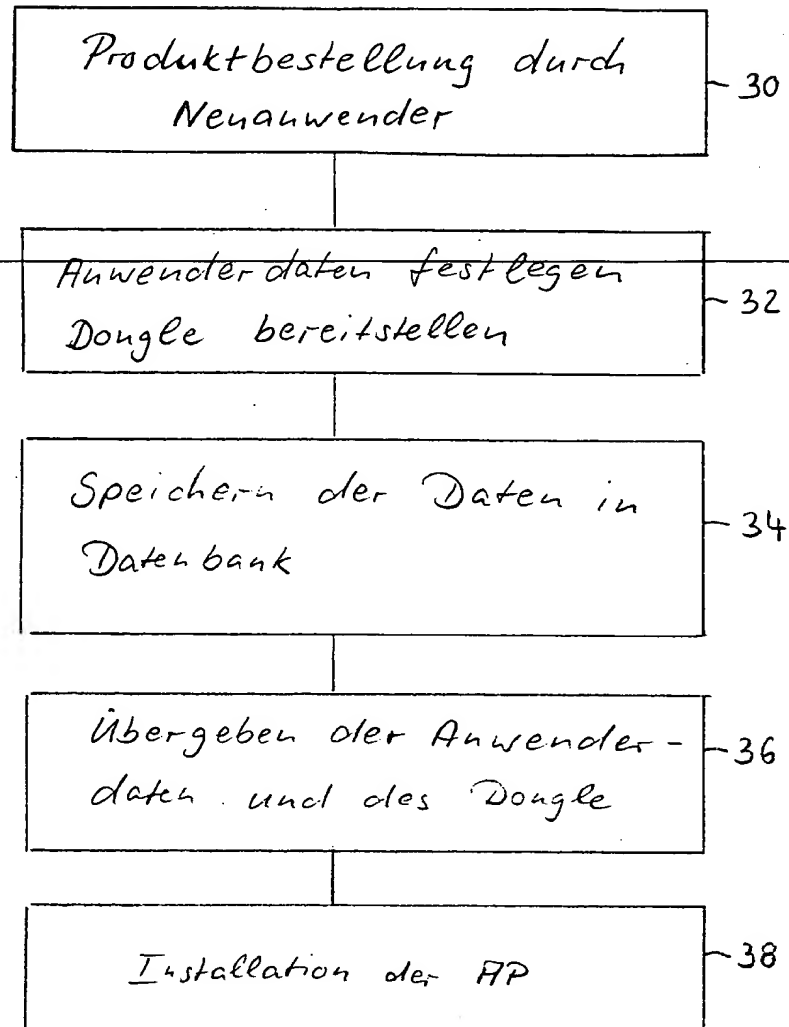 Produktbestellung durch
Neuanwender
30
Anwenderdaten festlegen
Dongle bereitstellen
32
Speichern der Daten in
Datenbank
34
Übergeben der Anwender-
daten und des Dongle
36
Installation der AP
38